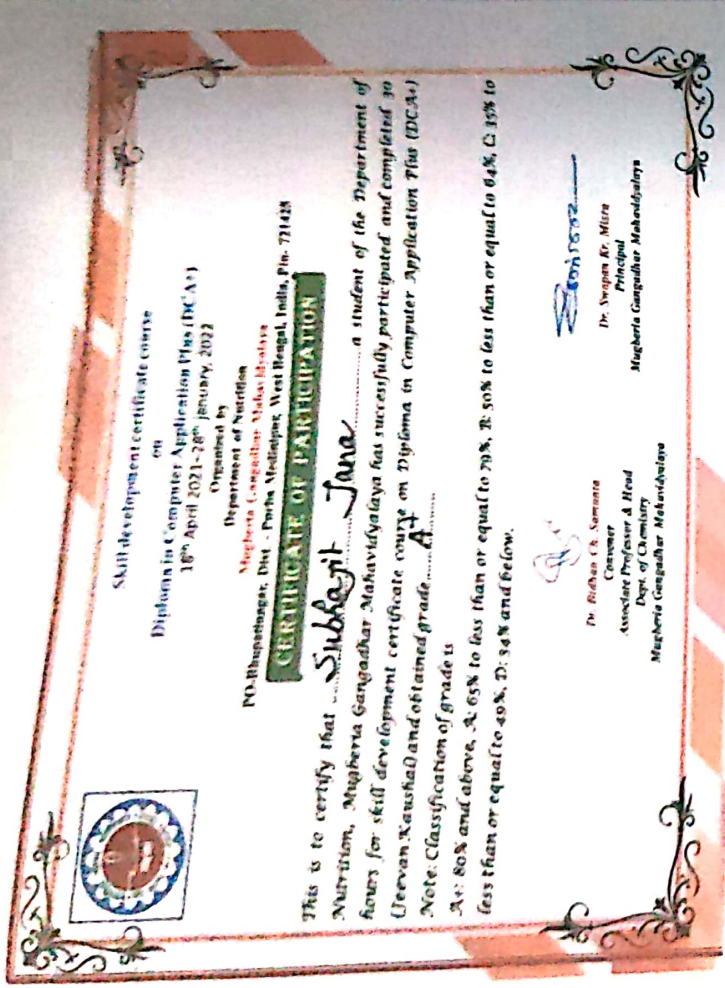 Skill development certificate course
on
Diploma in Computer Application Plus (DCA+)
18th April 2021-28th january, 2022
Organized by
Department of Nutrition
Mugberia Gangadhar Mahavidyalaya
PO-Bhupatinagar, Dist. - Purba Medinipur, West Bengal, India, Pin- 721425
CERTIFICATE OF PARTICIPATION
This is to certify that ........Subhajit Jana............ a student of the Department of
Nutrition, Mugberia Gangadhar Mahavidyalaya has successfully participated and completed 30
hours for skill development certificate course on Diploma in Computer Application Plus (DCA+)
(Jeevan Kaushal) and obtained grade........A+........
Note: Classification of grade is
A+: 80% and above, A: 65% to less than or equal to 79%, B: 50% to less than or equal to 64%, C: 35% to
less than or equal to 49%, D: 34% and below.
Dr. Bidhan Ch. Samanta
Convener
Associate Professor & Head
Dept. of Chemistry
Mugberia Gangadhar Mahavidyalaya
Dr. Swapan Kr. Misra
Principal
Mugberia Gangadhar Mahavidyalaya